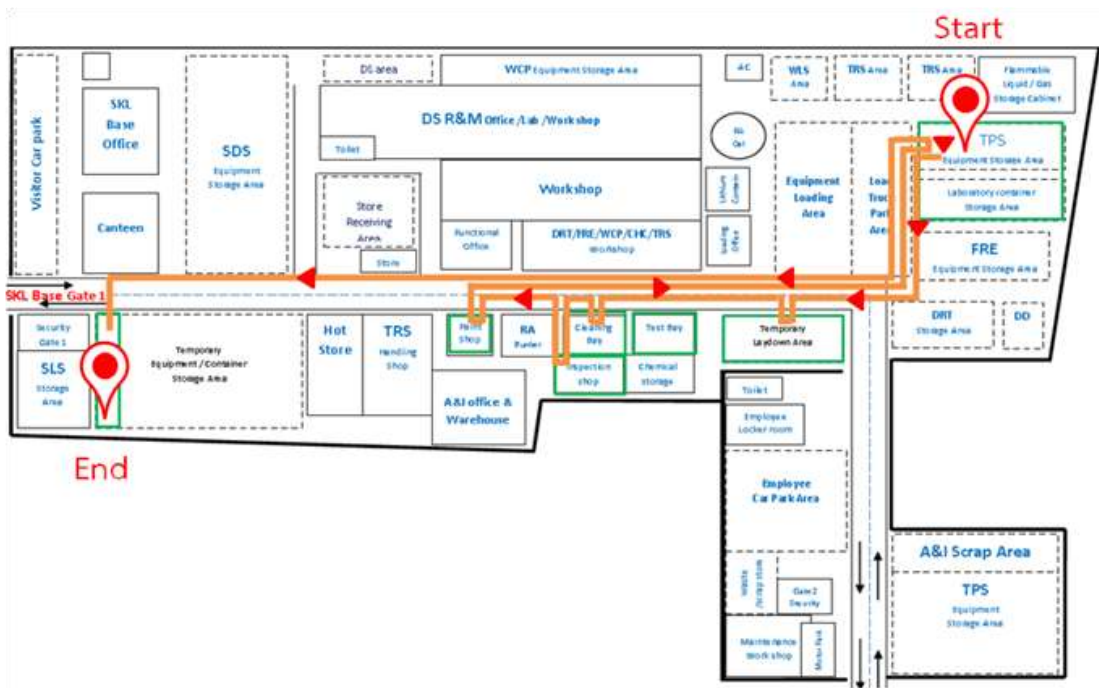 Start
DS area
WCP Equipment Storage Area
AC
WLS
Area
TRS Area
TRS Area
Flammable
Liquid / Gas
Storage Cabinet
Visitor Car park
SKL
Base
Office
SDS
Equipment
Storage Area
DS R&M Office /Lab /Workshop
Toilet
TPS
Equipment Storage Area
Canteen
Store
Receiving
Area
Store
Workshop
Functional
Office
DRT/FRE/WCP/CHC/TRS
Workshop
Loading
Office
Equipment
Loading
Area
Laboratory container
Storage Area
FRE
Equipment Storage Area
SKL Base Gate 1
Security
Gate 1
SLS
Storage
Area
Temporary
Equipment /Container
Storage Area
Hot
Store
TRS
Handling
Shop
Paint
Shop
RA
Bunker
Cleaning
Bay
Test Bay
Inspection
shop
Chemical
storage
Temporary
Laydown Area
DRT
Storage Area
DD
A&I office &
Warehouse
End
Toilet
Employee
Locker room
Employee
Car Park Area
Waste
/scrap store
Gate 2
Security
Maintenance
Workshop
A&I Scrap Area
TPS
Equipment
Storage Area